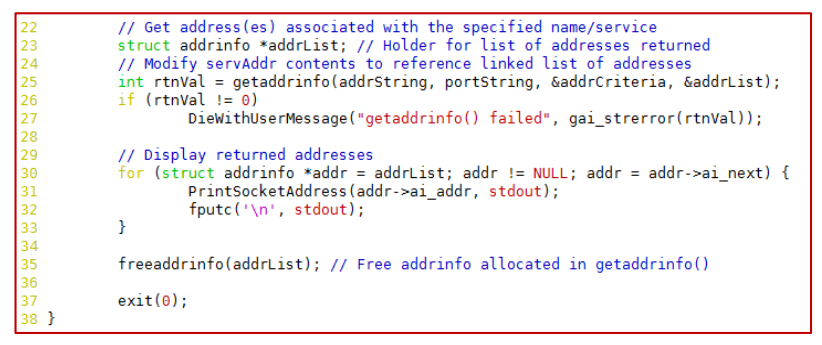 22         // Get address(es) associated with the specified name/service
23         struct addrinfo *addrList; // Holder for list of addresses returned
24         // Modify servAddr contents to reference linked list of addresses
25         int rtnVal = getaddrinfo(addrString, portString, &addrCriteria, &addrList);
26         if (rtnVal != 0)
27                 DieWithUserMessage("getaddrinfo() failed", gai_strerror(rtnVal));
28
29         // Display returned addresses
30         for (struct addrinfo *addr = addrList; addr != NULL; addr = addr->ai_next) {
31                 PrintSocketAddress(addr->ai_addr, stdout);
32                 fputc('\n', stdout);
33         }
34
35         freeaddrinfo(addrList); // Free addrinfo allocated in getaddrinfo()
36
37         exit(0);
38 }